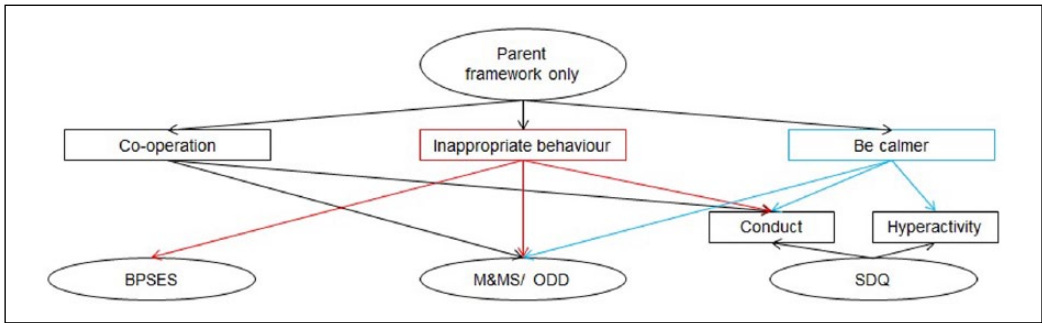 Parent
framework only
Co-operation
Inappropriate behaviour
Be calmer
Conduct
Hyperactivity
BPSES
M&MS/ ODD
SDQ